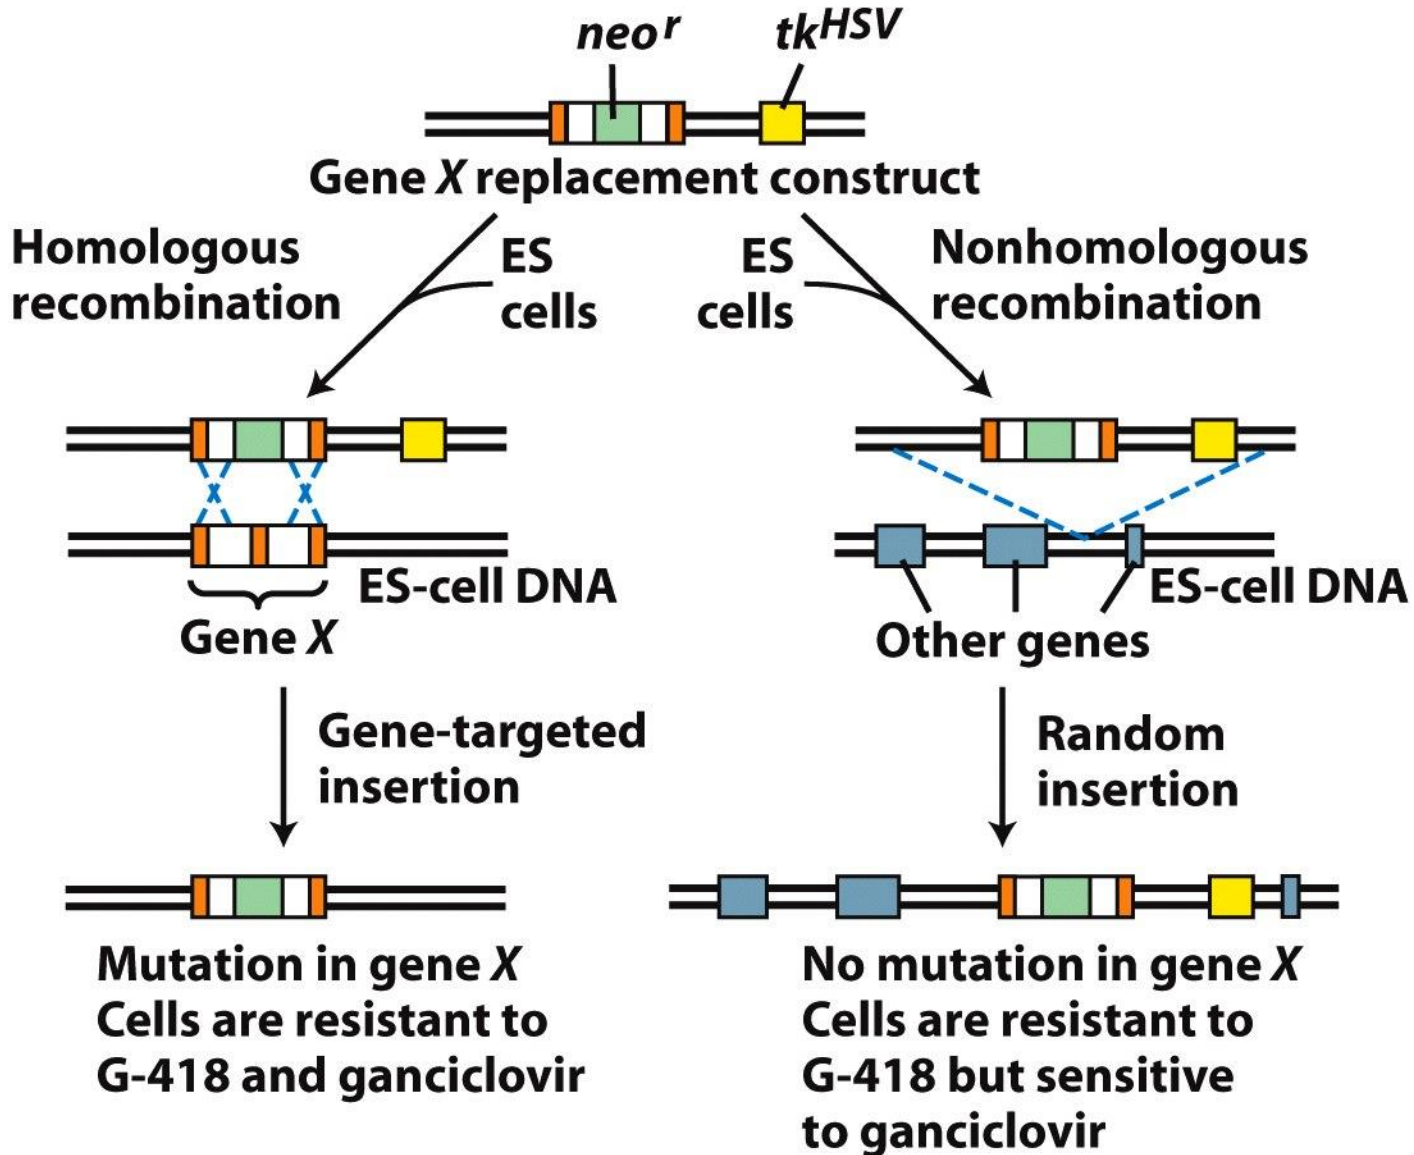 neo^r
tk^HSV
Gene X replacement construct
Homologous
recombination
ES
cells
ES
cells
Nonhomologous
recombination
ES-cell DNA
Gene X
ES-cell DNA
Other genes
Gene-targeted
insertion
Random
insertion
Mutation in gene X
Cells are resistant to
G-418 and ganciclovir
No mutation in gene X
Cells are resistant to
G-418 but sensitive
to ganciclovir